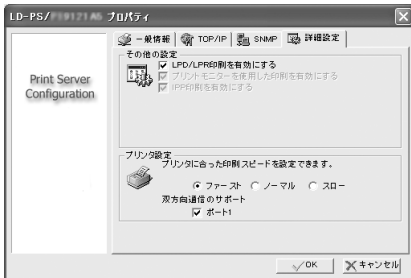 LD-PS/ プロパティ
一般情報 TCP/IP SNMP 詳細設定
Print Server
Configuration
その他の設定
LPD/LPR印刷を有効にする
プリントモニターを使用した印刷を有効にする
IPP印刷を有効にする
プリンタ設定
プリンタに合った印刷スピードを設定できます。
ファースト ノーマル スロー
双方向通信のサポート
ポート1
OK キャンセル